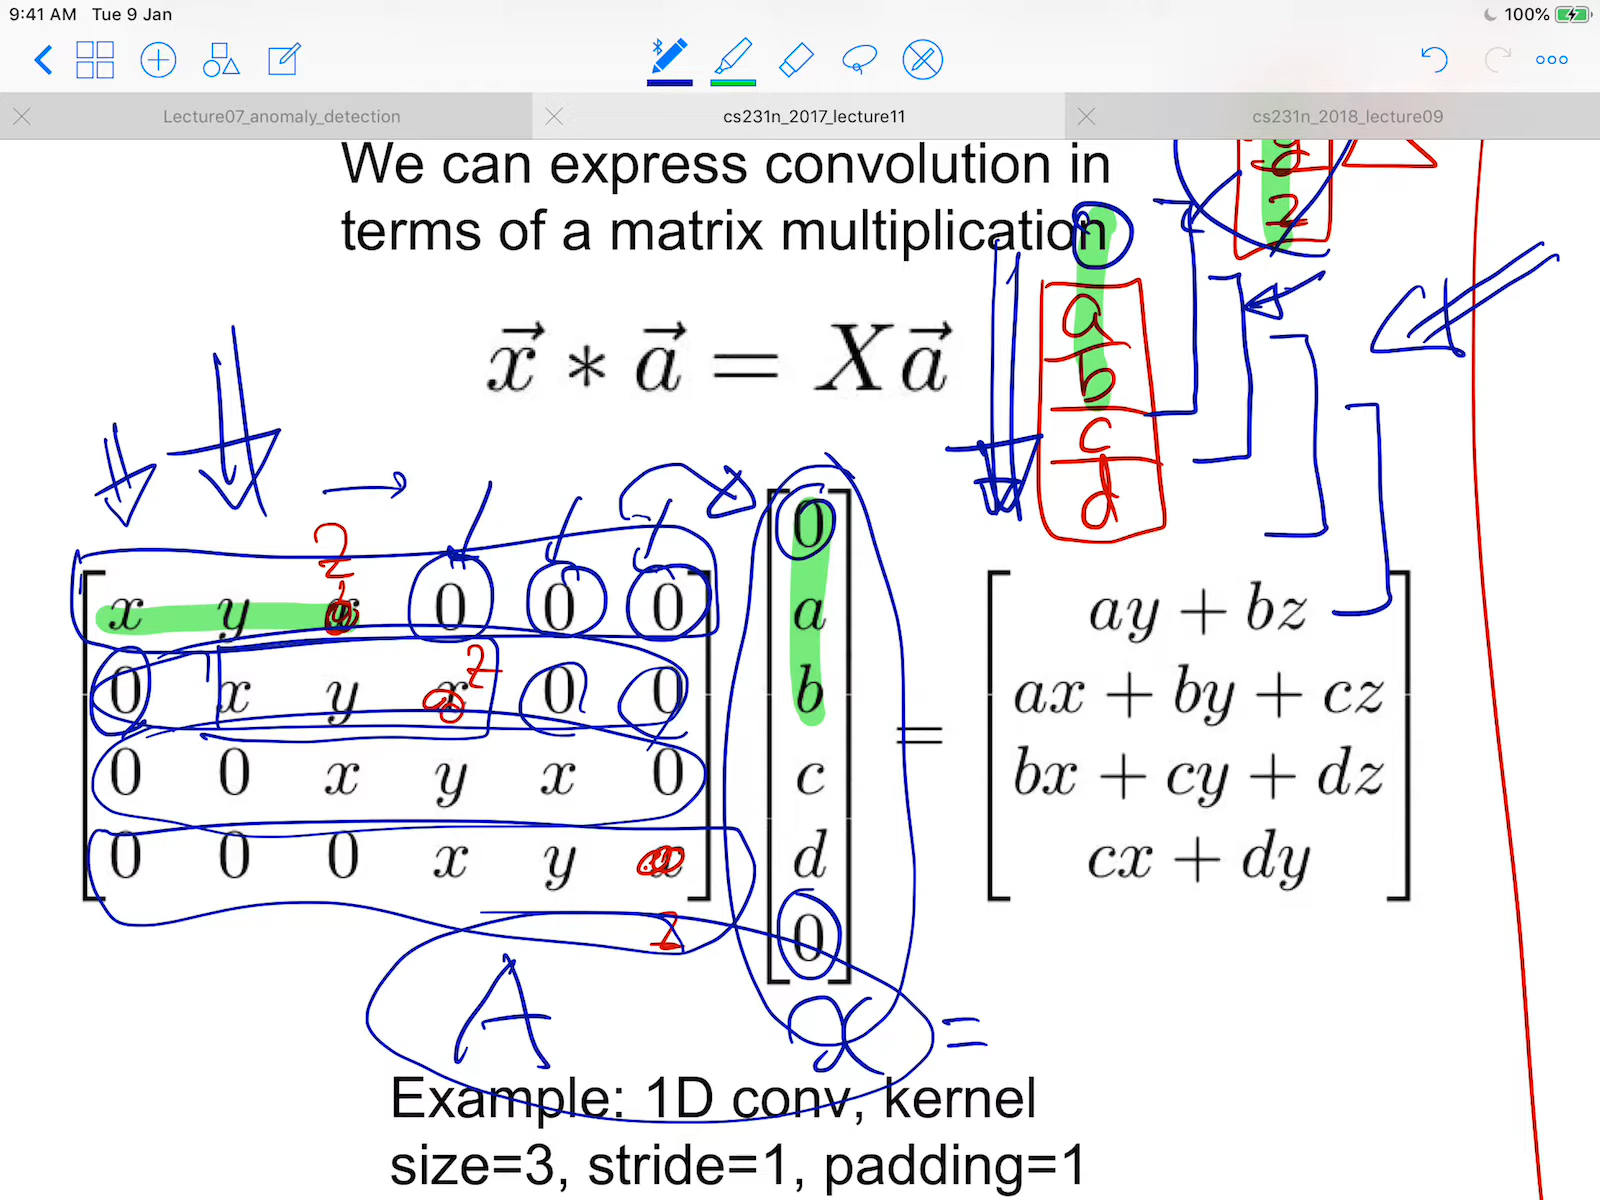 9:41 AM Tue 9 Jan 100%
Lecture07_anomaly_detection cs231n_2017_lecture11 cs231n_2018_lecture09
We can express convolution in
terms of a matrix multiplication
z
x⃗ * a⃗ = Xa⃗
a
b
c
d
z
x y 0 0 0
0 x y x 0 0
z
0 0 x y x 0
0 0 0 x y
z
0
a
b
c
d
0
=
ay + bz
ax + by + cz
bx + cy + dz
cx + dy
A x =
Example: 1D conv, kernel
size=3, stride=1, padding=1